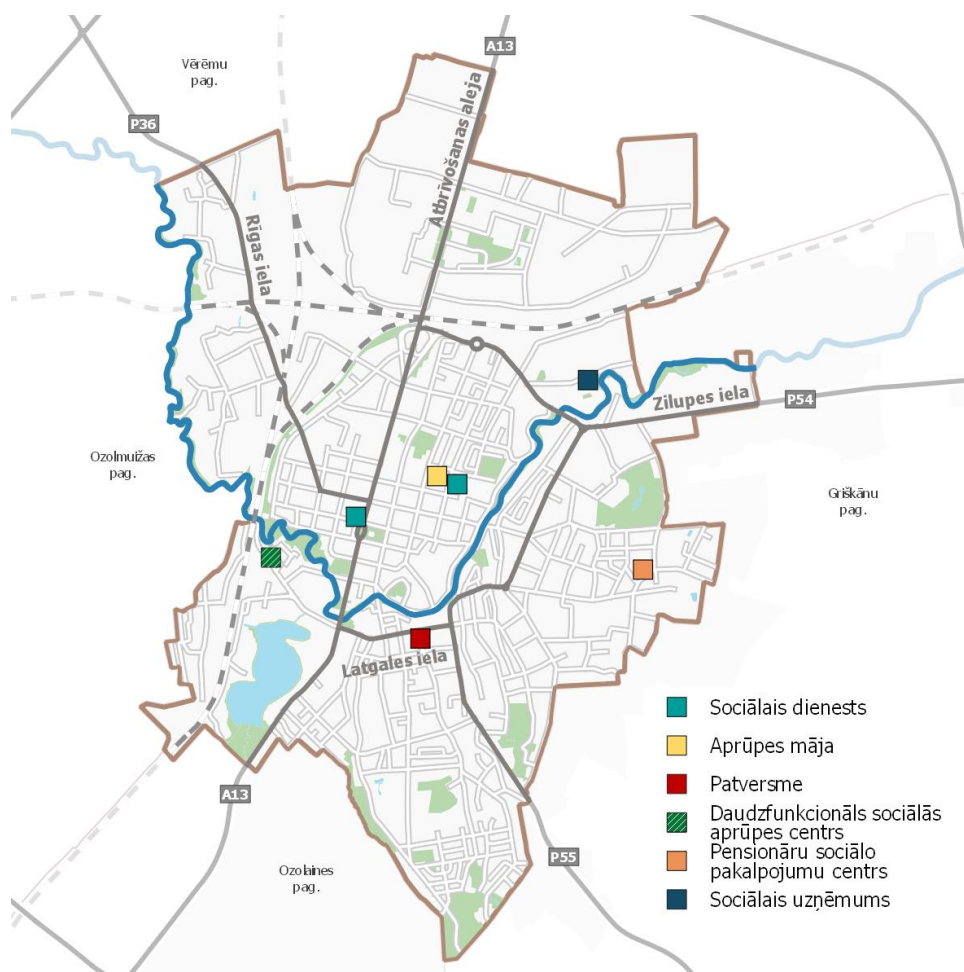 A13
Vērēmu
pag.
P36
Atbrīvošanas aleja
Rīgas iela
Zilupes iela
P54
Ozolmuižas
pag.
Griškānu
pag.
Latgales iela
A13
P55
Ozolaines
pag.
Sociālais dienests
Aprūpes māja
Patversme
Daudzfunkcionāls sociālās
aprūpes centrs
Pensionāru sociālo
pakalpojumu centrs
Sociālais uzņēmums